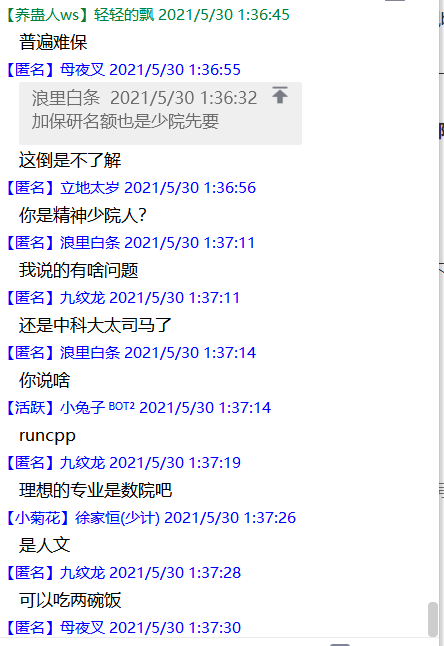 【养蛊人ws】轻轻的飘 2021/5/30 1:36:45
普遍难保
【匿名】母夜叉 2021/5/30 1:36:55
浪里白条 2021/5/30 1:36:32
加保研名额也是少院先要
这倒是不了解
【匿名】立地太岁 2021/5/30 1:36:56
你是精神少院人?
【匿名】浪里白条 2021/5/30 1:37:11
我说的有啥问题
【匿名】九纹龙 2021/5/30 1:37:11
还是中科大太司马了
【匿名】浪里白条 2021/5/30 1:37:14
你说啥
【活跃】小兔子 BOT2 2021/5/30 1:37:14
runcpp
【匿名】九纹龙 2021/5/30 1:37:19
理想的专业是数院吧
【小菊花】徐家恒(少计) 2021/5/30 1:37:26
是人文
【匿名】九纹龙 2021/5/30 1:37:28
可以吃两碗饭
【匿名】母夜叉 2021/5/30 1:37:30